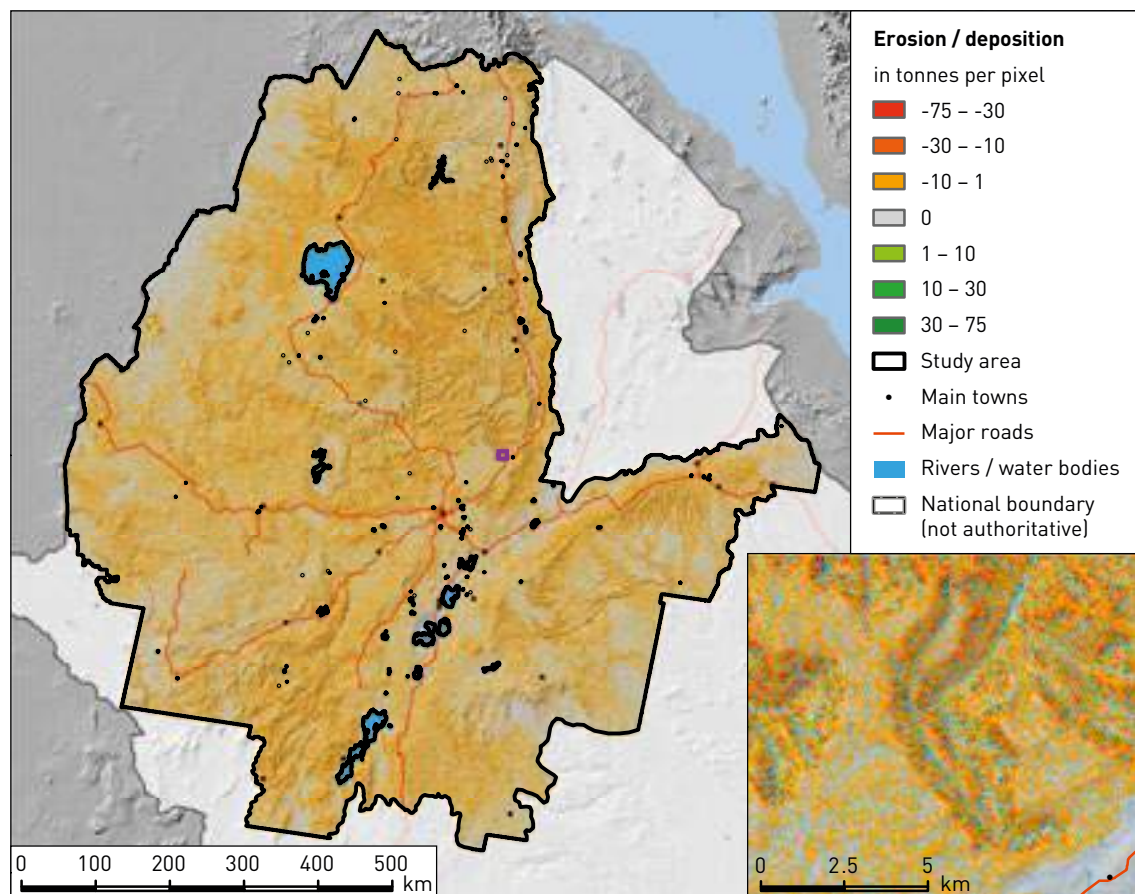 Erosion / deposition
in tonnes per pixel
-75 – -30
-30 – -10
-10 – 1
0
1 – 10
10 – 30
30 – 75
Study area
Main towns
Major roads
Rivers / water bodies
National boundary
(not authoritative)
0 100 200 300 400 500
km
0 2.5 5
km